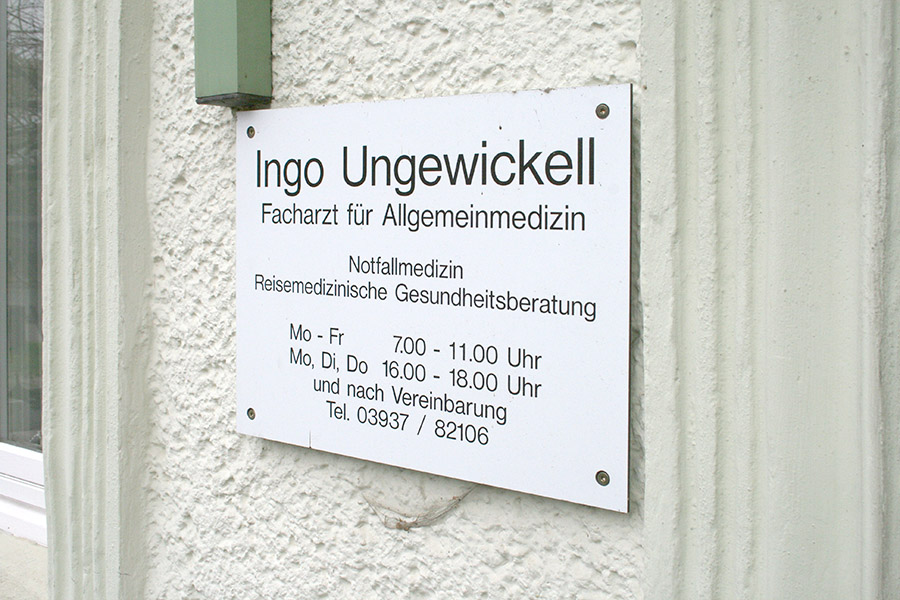 Ingo Ungewickell
Facharzt für Allgemeinmedizin
Notfallmedizin
Reisemedizinische Gesundheitsberatung
Mo - Fr 7.00 - 11.00 Uhr
Mo, Di, Do 16.00 - 18.00 Uhr
und nach Vereinbarung
Tel. 03937 / 82106